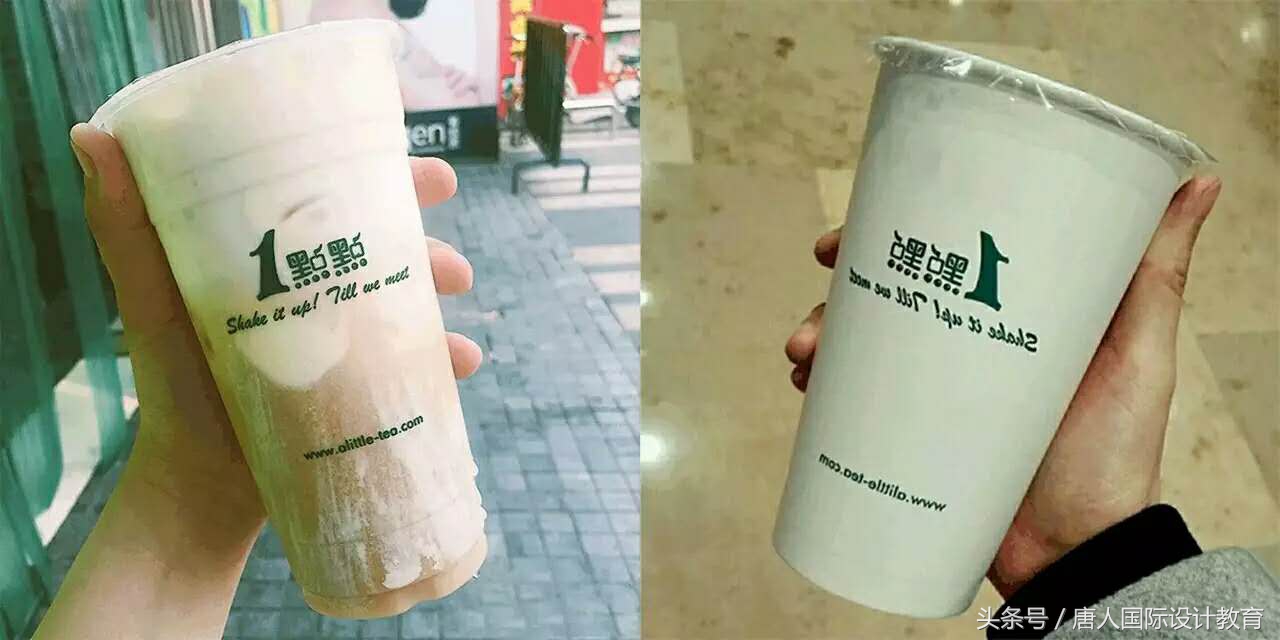 gen
1點點
Shake it up! Till we meet
www.alittle-tea.com
1點點
Shake it up! Till we meet
www.alittle-tea.com
头条号 / 唐人国际设计教育